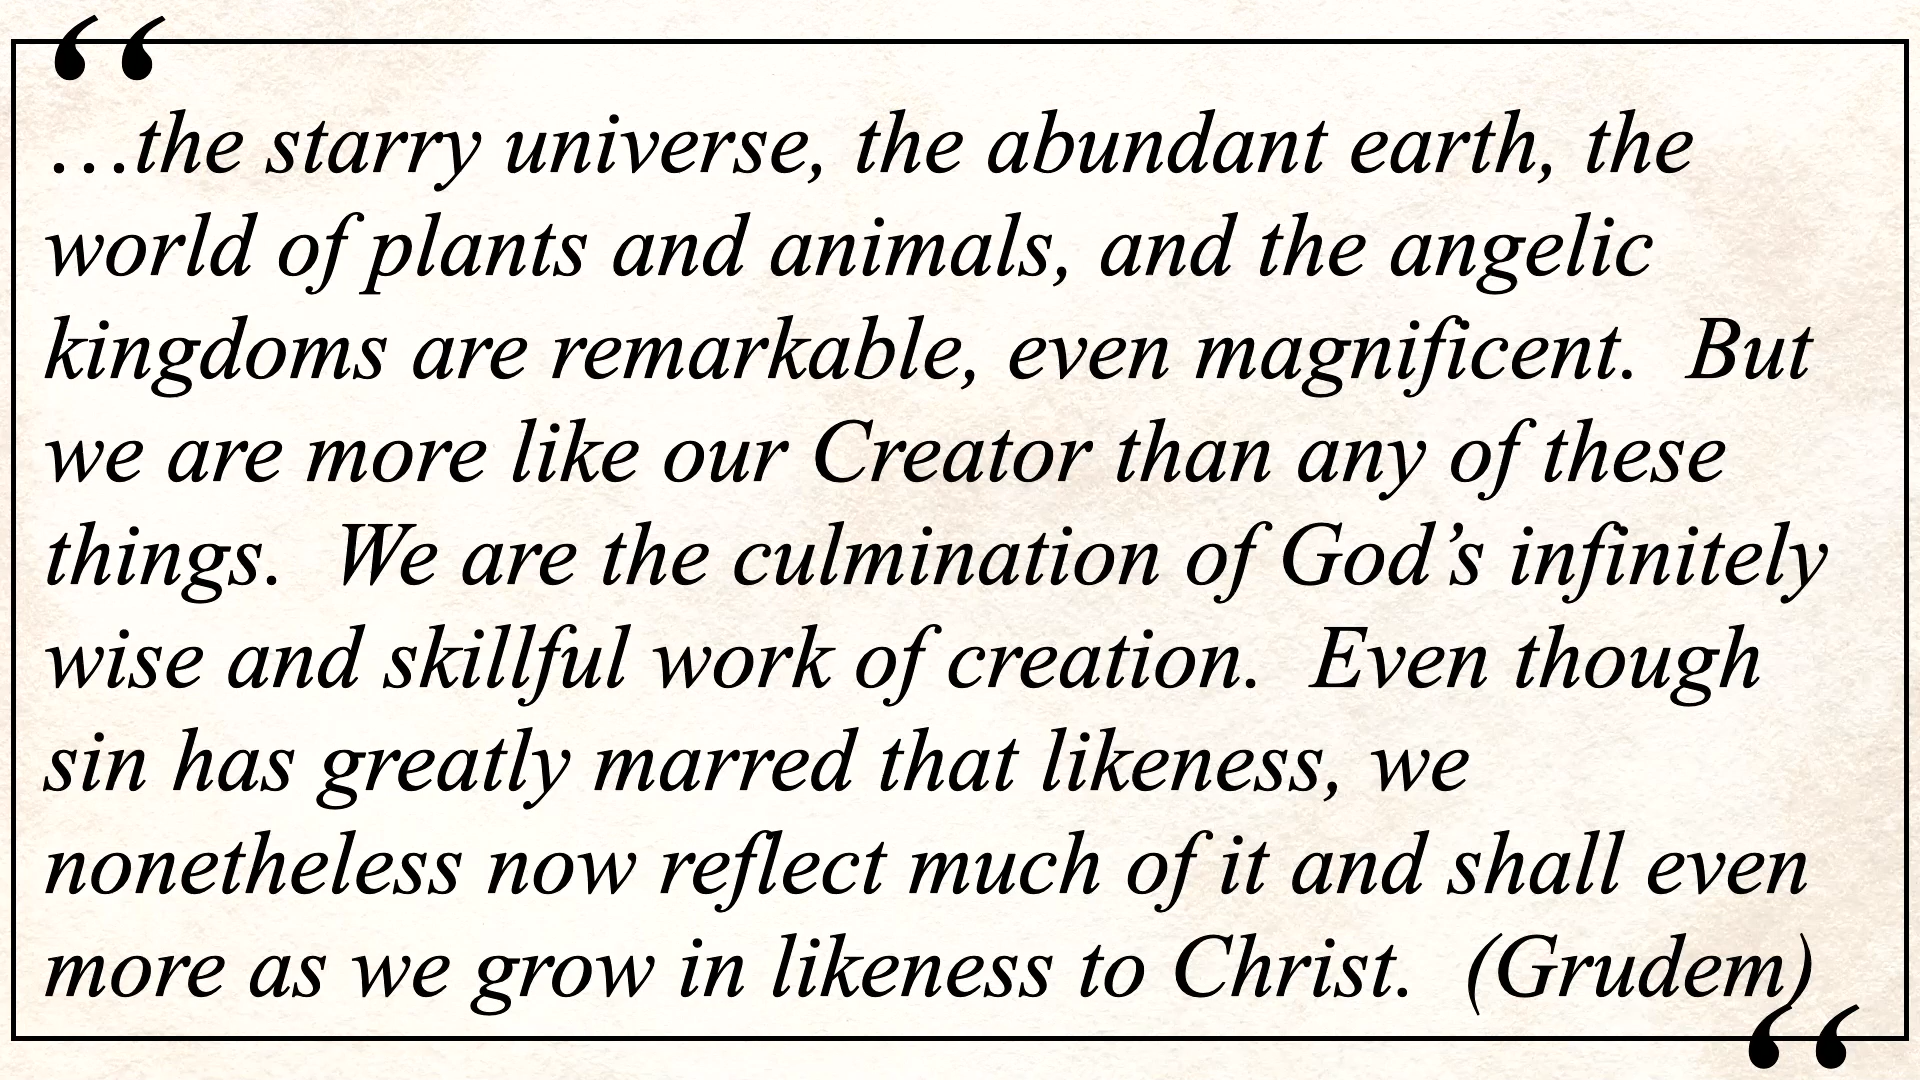 “
…the starry universe, the abundant earth, the
world of plants and animals, and the angelic
kingdoms are remarkable, even magnificent.  But
we are more like our Creator than any of these
things.  We are the culmination of God’s infinitely
wise and skillful work of creation.  Even though
sin has greatly marred that likeness, we
nonetheless now reflect much of it and shall even
more as we grow in likeness to Christ.  (Grudem)
“